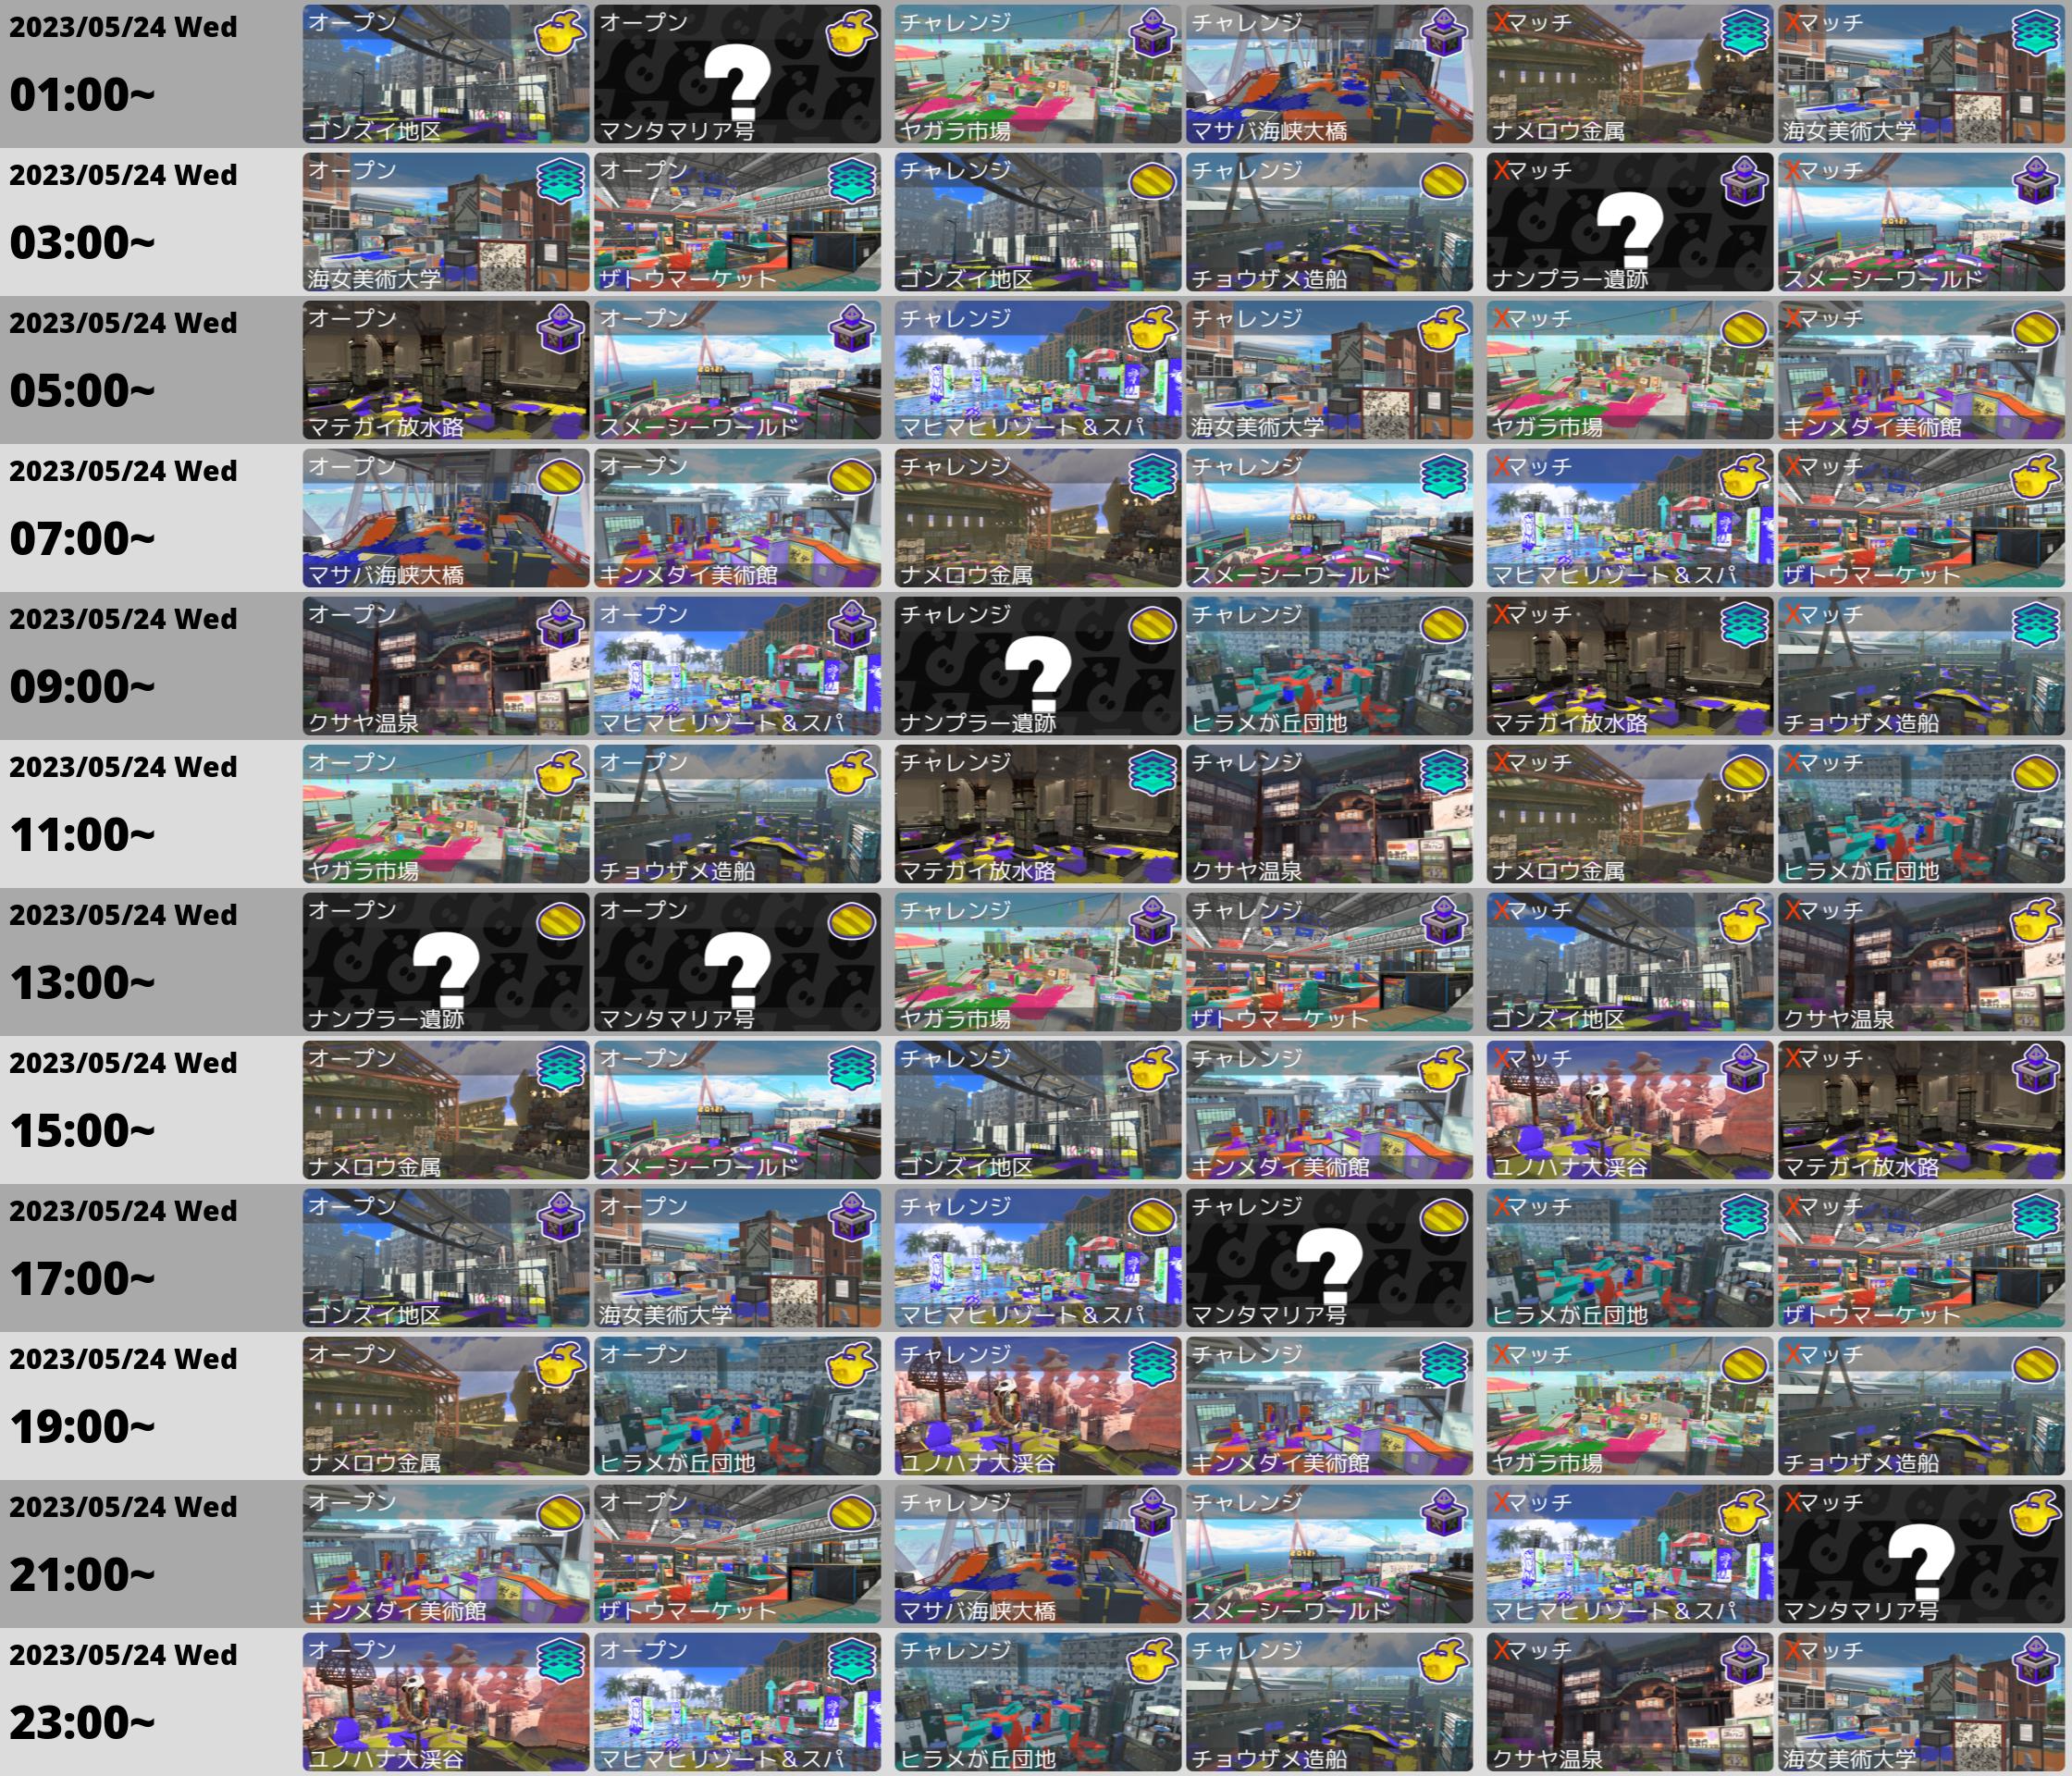 2023/05/24 Wed
01:00~
オープン
ゴンズイ地区
オープン
マンタマリア号
チャレンジ
ヤガラ市場
チャレンジ
マサバ海峡大橋
Xマッチ
ナメロウ金属
Xマッチ
海女美術大学
2023/05/24 Wed
03:00~
オープン
海女美術大学
オープン
ザトウマーケット
チャレンジ
ゴンズイ地区
チャレンジ
チョウザメ造船
Xマッチ
ナンプラー遺跡
Xマッチ
スメーシーワールド
2023/05/24 Wed
05:00~
オープン
マテガイ放水路
オープン
スメーシーワールド
チャレンジ
マヒマヒリゾート＆スパ
チャレンジ
海女美術大学
Xマッチ
ヤガラ市場
Xマッチ
キンメダイ美術館
2023/05/24 Wed
07:00~
オープン
マサバ海峡大橋
オープン
キンメダイ美術館
チャレンジ
ナメロウ金属
チャレンジ
スメーシーワールド
Xマッチ
マヒマヒリゾート＆スパ
Xマッチ
ザトウマーケット
2023/05/24 Wed
09:00~
オープン
クサヤ温泉
オープン
マヒマヒリゾート＆スパ
チャレンジ
ナンプラー遺跡
チャレンジ
ヒラメが丘団地
Xマッチ
マテガイ放水路
Xマッチ
チョウザメ造船
2023/05/24 Wed
11:00~
オープン
ヤガラ市場
オープン
チョウザメ造船
チャレンジ
マテガイ放水路
チャレンジ
クサヤ温泉
Xマッチ
ナメロウ金属
Xマッチ
ヒラメが丘団地
2023/05/24 Wed
13:00~
オープン
ナンプラー遺跡
オープン
マンタマリア号
チャレンジ
ヤガラ市場
チャレンジ
ザトウマーケット
Xマッチ
ゴンズイ地区
Xマッチ
クサヤ温泉
2023/05/24 Wed
15:00~
オープン
ナメロウ金属
オープン
スメーシーワールド
チャレンジ
ゴンズイ地区
チャレンジ
キンメダイ美術館
Xマッチ
ユノハナ大渓谷
Xマッチ
マテガイ放水路
2023/05/24 Wed
17:00~
オープン
ゴンズイ地区
オープン
海女美術大学
チャレンジ
マヒマヒリゾート＆スパ
チャレンジ
マンタマリア号
Xマッチ
ヒラメが丘団地
Xマッチ
ザトウマーケット
2023/05/24 Wed
19:00~
オープン
ナメロウ金属
オープン
ヒラメが丘団地
チャレンジ
ユノハナ大渓谷
チャレンジ
キンメダイ美術館
Xマッチ
ヤガラ市場
Xマッチ
チョウザメ造船
2023/05/24 Wed
21:00~
オープン
キンメダイ美術館
オープン
ザトウマーケット
チャレンジ
マサバ海峡大橋
チャレンジ
スメーシーワールド
Xマッチ
マヒマヒリゾート＆スパ
Xマッチ
マンタマリア号
2023/05/24 Wed
23:00~
オープン
ユノハナ大渓谷
オープン
マヒマヒリゾート＆スパ
チャレンジ
ヒラメが丘団地
チャレンジ
チョウザメ造船
Xマッチ
クサヤ温泉
Xマッチ
海女美術大学